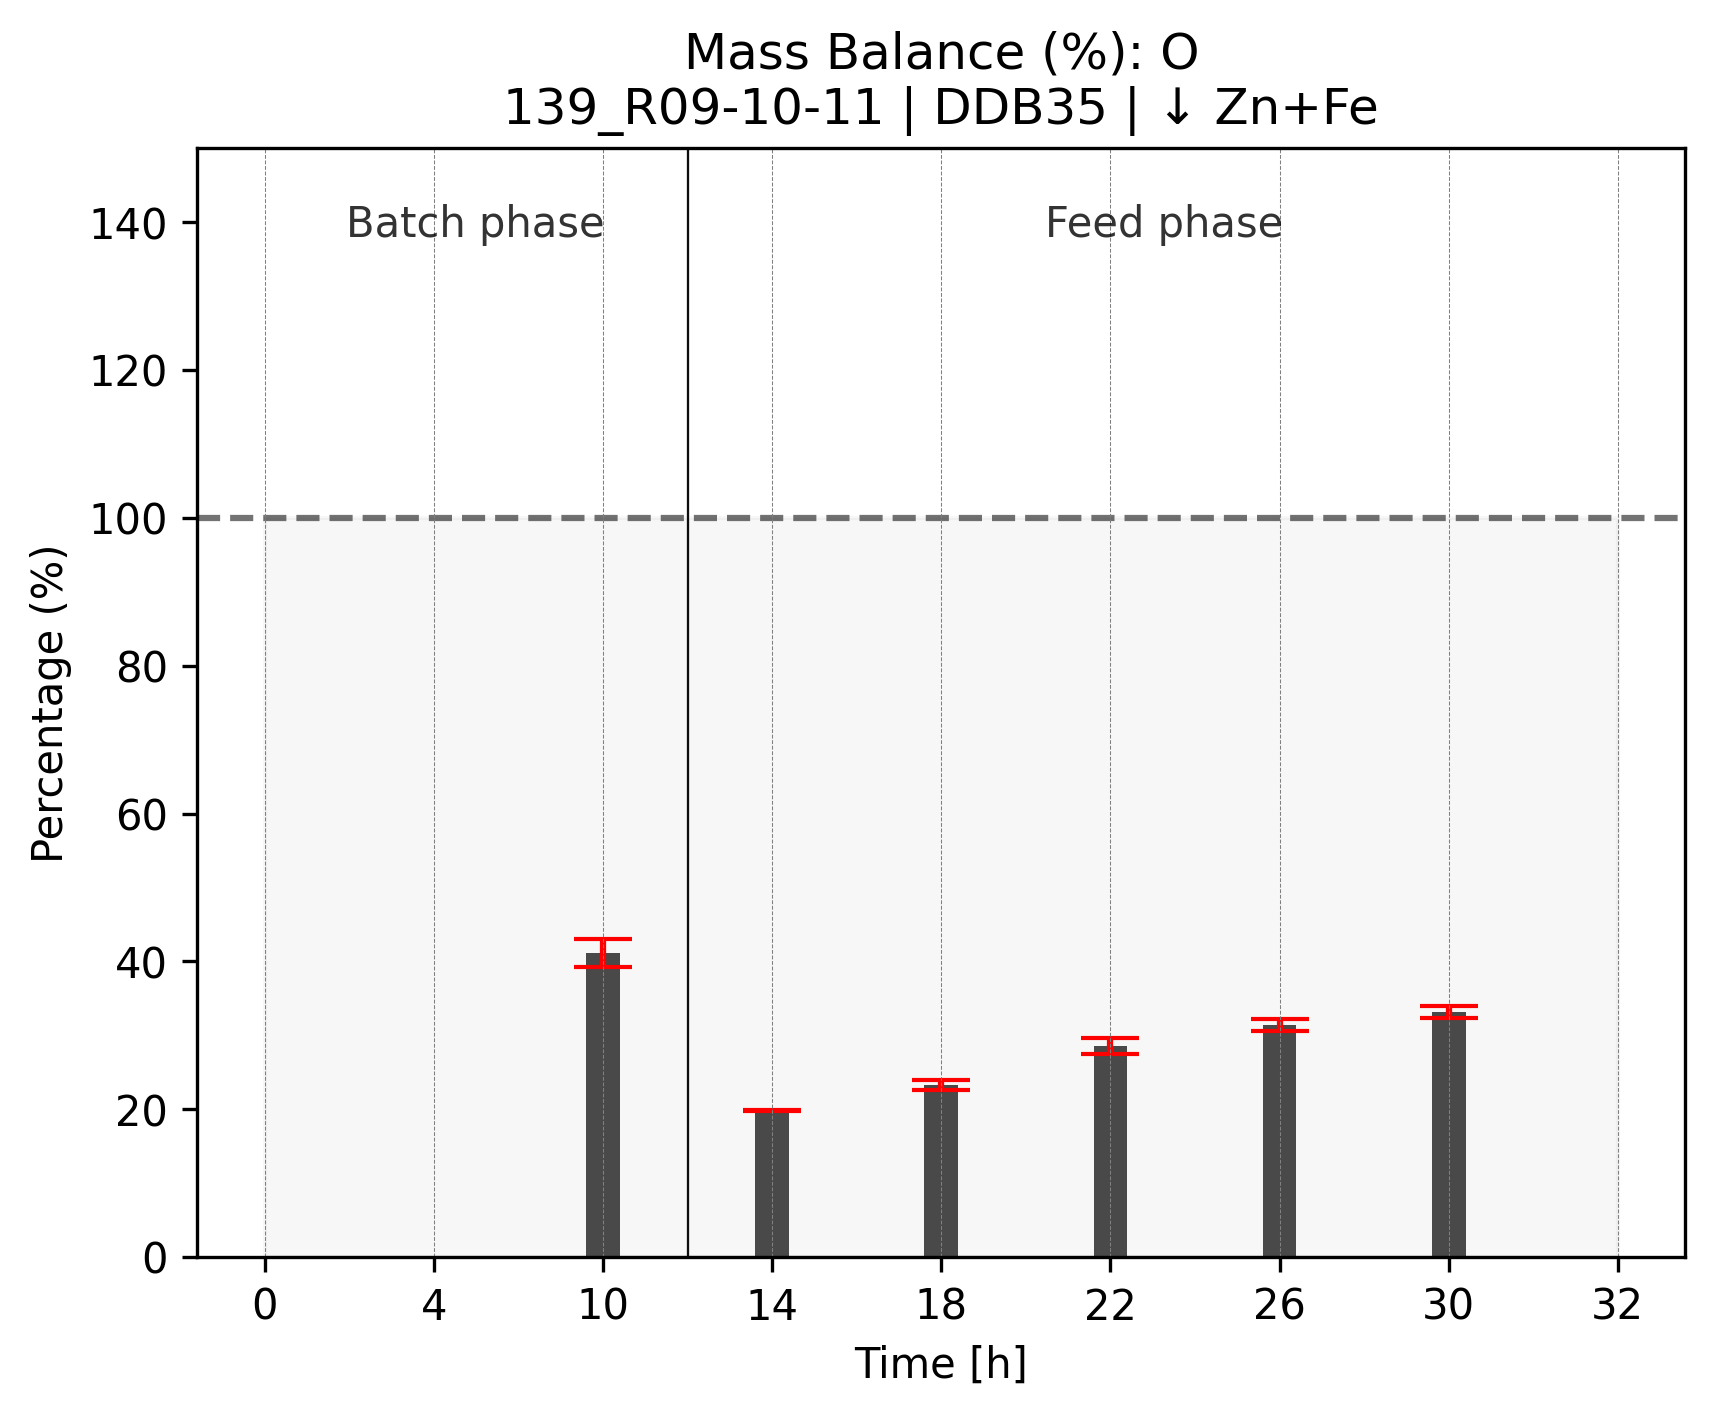 Mass Balance (%): O
139_R09-10-11 | DDB35 | ↓ Zn+Fe
Batch phase
Feed phase
140
120
100
80
60
40
20
0
Percentage (%)
0 4 10 14 18 22 26 30 32
Time [h]